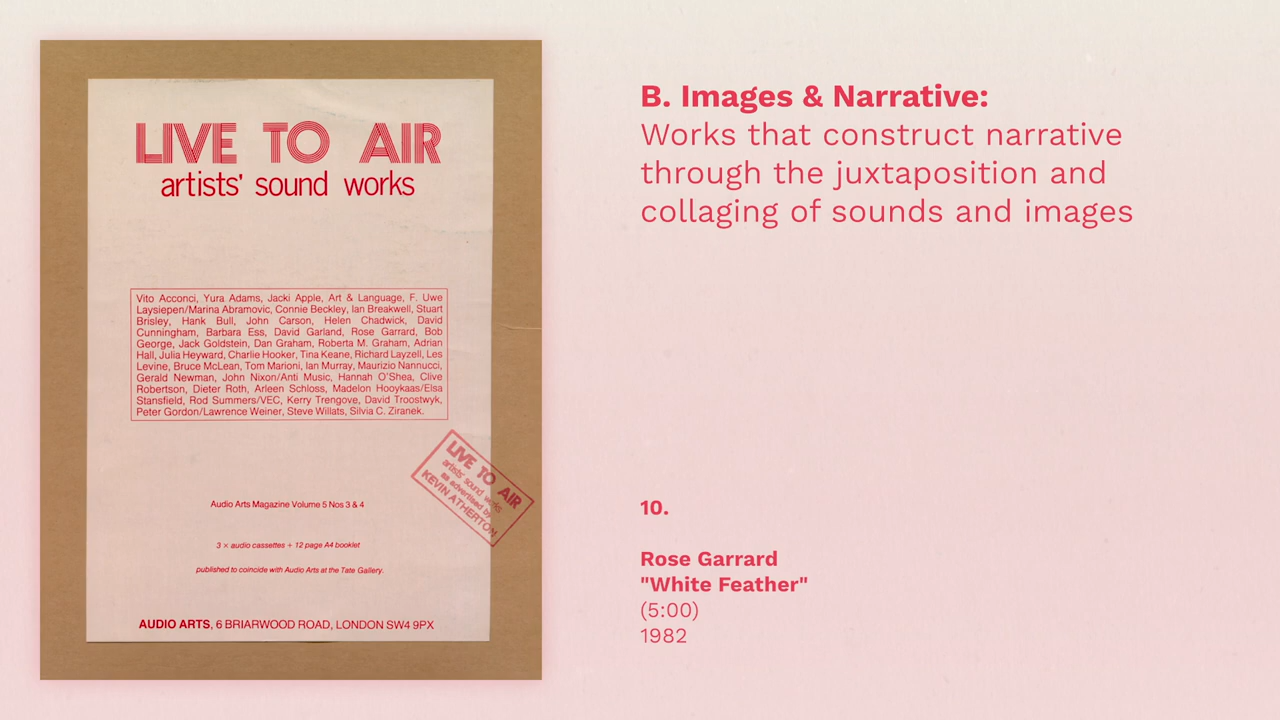 LIVE TO AIR
artists' sound works
Vito Acconci, Yura Adams, Jacki Apple, Art & Language, F. Uwe
Laysiepen/Marina Abramovic, Connie Beckley, Ian Breakwell, Stuart
Brisley, Hank Bull, John Carson, Helen Chadwick, David
Cunningham, Barbara Ess, David Garland, Rose Garrard, Bob
George, Jack Goldstein, Dan Graham, Roberta M. Graham, Adrian
Hall, Julia Heyward, Charlie Hooker, Tina Keane, Richard Layzell, Les
Levine, Bruce McLean, Tom Marioni, Ian Murray, Maurizio Nannucci,
Gerald Newman, John Nixon/Anti Music, Hannah O'Shea, Clive
Robertson, Dieter Roth, Arleen Schloss, Madelon Hooykaas/Elsa
Stansfield, Rod Summers/VEC, Kerry Trengove, David Troostwyk,
Peter Gordon/Lawrence Weiner, Steve Willats, Silvia C. Ziranek.
LIVE TO AIR
artists' sound works
as advertised by
KEVIN ATHERTON
Audio Arts Magazine Volume 5 Nos 3 & 4
3 × audio cassettes + 12 page A4 booklet
published to coincide with Audio Arts at the Tate Gallery.
AUDIO ARTS, 6 BRIARWOOD ROAD, LONDON SW4 9PX
B. Images & Narrative:
Works that construct narrative
through the juxtaposition and
collaging of sounds and images
10.
Rose Garrard
"White Feather"
(5:00)
1982